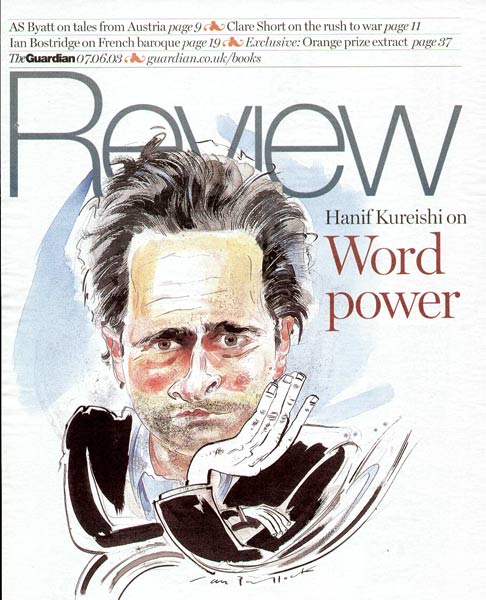 AS Byatt on tales from Austria page 9 Clare Short on the rush to war page 11
Ian Bostridge on French baroque page 19 Exclusive: Orange prize extract page 37
The Guardian 07.06.03 guardian.co.uk/books
Review
Hanif Kureishi on
Word
power